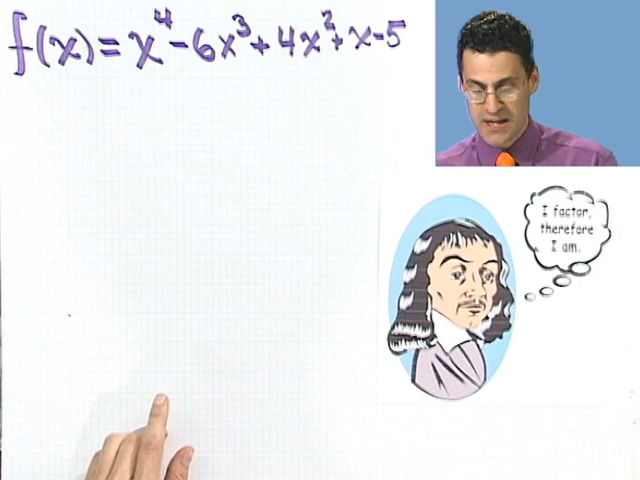 f(x) = x⁴ - 6x³ + 4x² + x - 5
I factor,
therefore
I am.